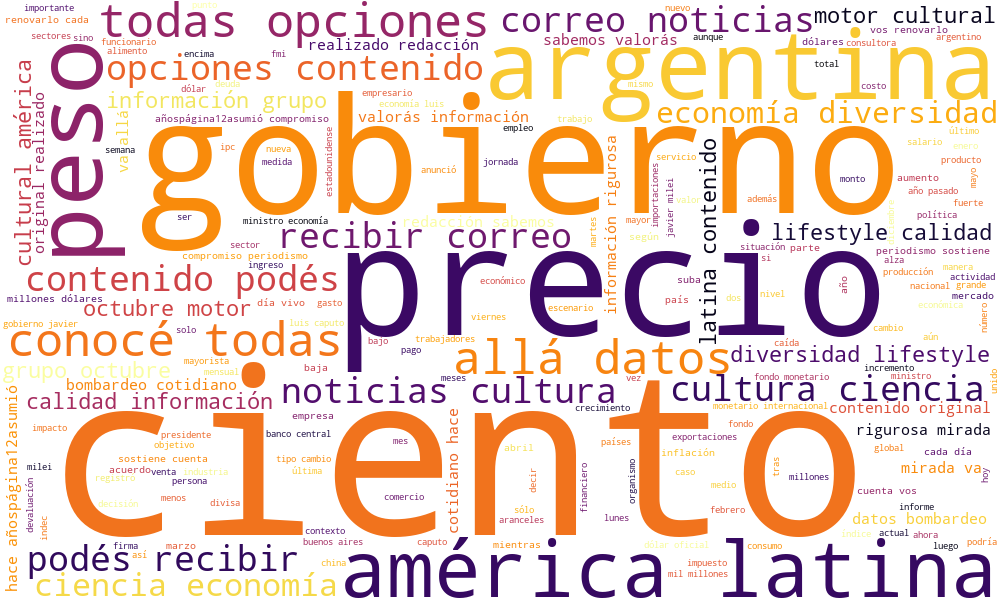 importante
renovarlo cada
todas opciones
correo noticias
motor cultural
nuevo
vos renovarlo
sectores
sino
funcionario
alimento
encima
fmi
realizado redacción
sabemos valorás
aunque
dólares
consultora
argentino
total
costo
peso
opciones contenido
argentina
dólar
deuda
empresario
economía luis
mismo
cultural américa
original realizado
información grupo
valorás información
economía diversidad
añospágina12asumió compromiso
empleo
trabajo
va allá
gobierno
semana
ipc
nueva
medida
estadounidense
anunció
jornada
información rigurosa
servicio
monto
salario
último
enero
producto
mayo
aumento
año pasado
fuerte
importaciones
javier milei
valor
además
latina contenido
ser
ministro economía
redacción sabemos
mayor
según
martes
política
lifestyle calidad
recibir correo
sector
compromiso periodismo
ingreso
precio
situación
parte
si
periodismo sostiene
alza
manera
producción
actividad
nacional
grande
mercado
contenido podés
económico
suba
país
dos
nivel
año
economista
número
millones dólares
octubre motor
día vivo
gasto
viernes
escenario
gobierno javier
solo
luis caputo
bajo
pago
trabajadores
cambio
aún
caída
conocé todas
mayorista
mensual
baja
allá datos
diversidad lifestyle
incremento
ministro
unido
grupo octubre
bombardeo cotidiano
noticias cultura
meses
vez
fondo monetario
cultura ciencia
calidad información
empresa
crecimiento
monetario internacional
contenido original
hace añospágina12asumió
ciento
cotidiano hace
impacto
presidente
objetivo
banco central
mes
abril
países
exportaciones
fondo
rigurosa mirada
global
cada día
sostiene cuenta
milei
acuerdo
venta
industria
registró
persona
tipo cambio
última
decir
financiero
organismo
inflación
caso
medio
tras
millones
mirada va
hoy
cuenta vos
devaluación
indec
menos
decisión
divisa
comercio
sólo
aranceles
lunes
febrero
informe
datos bombardeo
contexto
buenos aires
caputo
mientras
índice
actual
ahora
luego
podría
firma
así
marzo
china
impuesto
mil millones
consumo
podés recibir
ciencia economía
américa latina